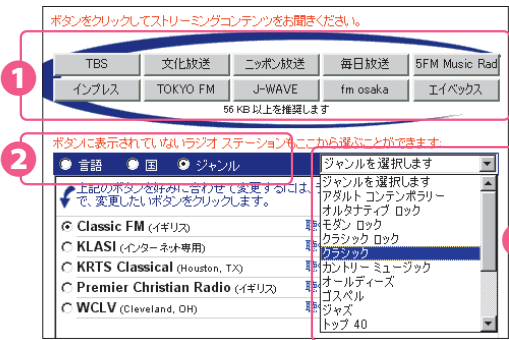 ボタンをクリックしてストリーミングコンテンツをお聞きください。
1
TBS 文化放送 ニッポン放送 毎日放送 5FM Music Rad
インプレス TOKYO FM J-WAVE fm osaka エイベックス
56 KB 以上を推奨します
2
ボタンに表示されていないラジオ ステーションもここから選ぶことができます:
言語 国 ジャンル ジャンルを選択します
上記のボタンを好みに合わせて変更するには、
で、変更したいボタンをクリックします。
Classic FM (イギリス)
KLASI (インターネット専用)
KRTS Classical (Houston, TX)
Premier Christian Radio (イギリス)
WCLV (Cleveland, OH)
ジャンルを選択します
アダルト コンテンポラリー
オルタナティブ ロック
モダン ロック
クラシック ロック
クラシック
カントリー ミュージック
オールディーズ
ゴスペル
ジャズ
トップ 40